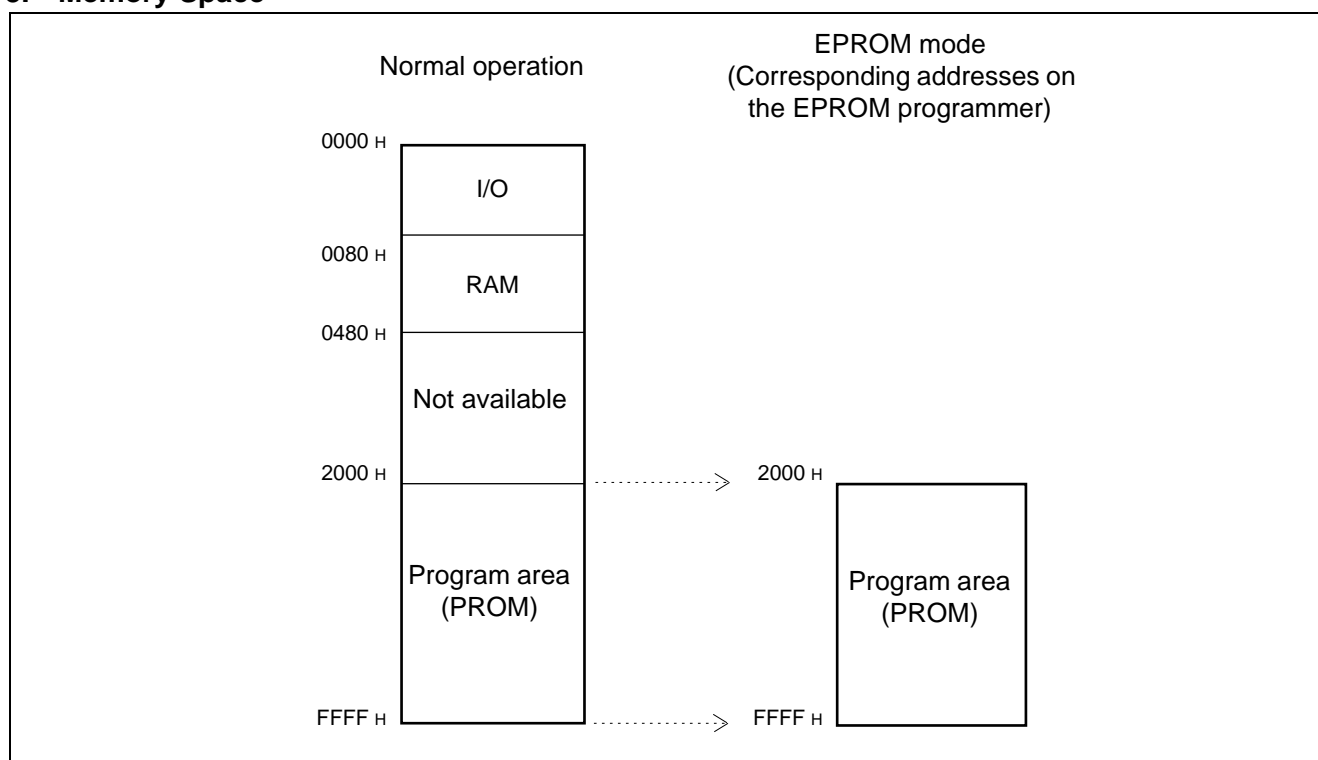 Memory Space
Normal operation
EPROM mode
(Corresponding addresses on
the EPROM programmer)
0000 H
I/O
0080 H
RAM
0480 H
Not available
2000 H
2000 H
Program area
(PROM)
Program area
(PROM)
FFFF H
FFFF H